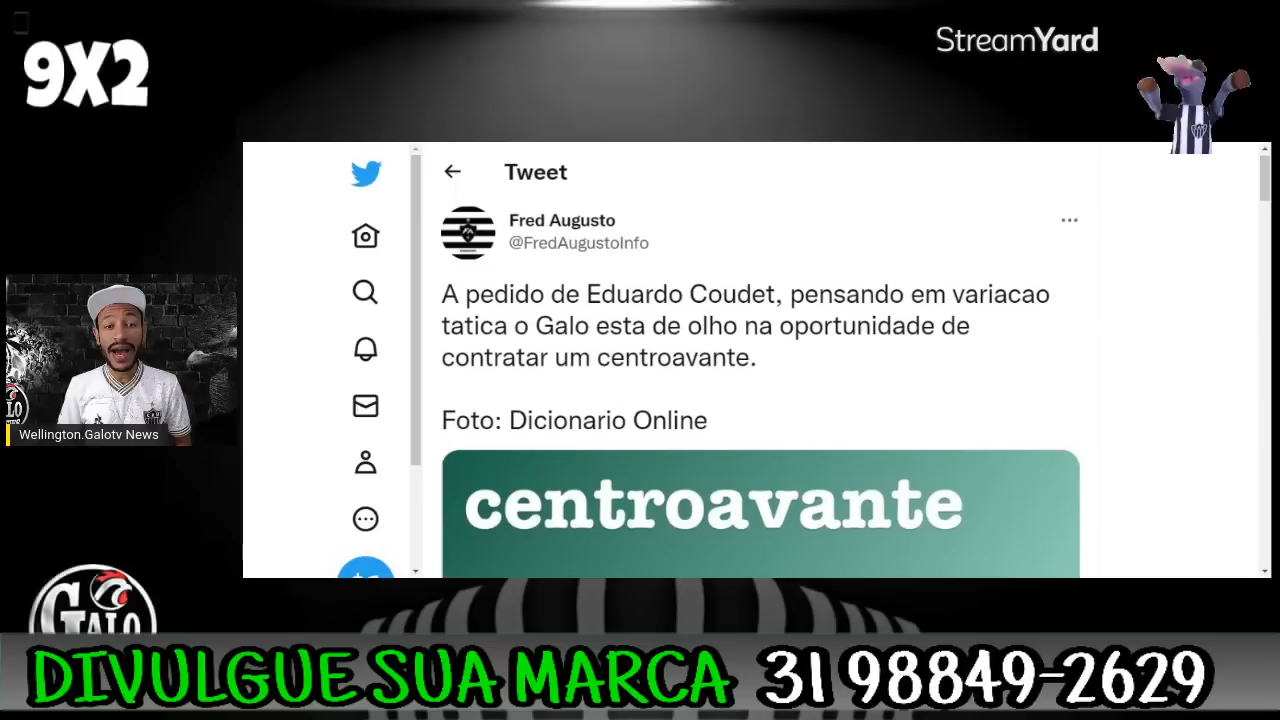 9X2
StreamYard
Tweet
Fred Augusto
@FredAugustoInfo
A pedido de Eduardo Coudet, pensando em variacao
tatica o Galo esta de olho na oportunidade de
contratar um centroavante.
Foto: Dicionario Online
centroavante
Wellington.Galotv News
GALO
DIVULGUE SUA MARCA 31 98849-2629